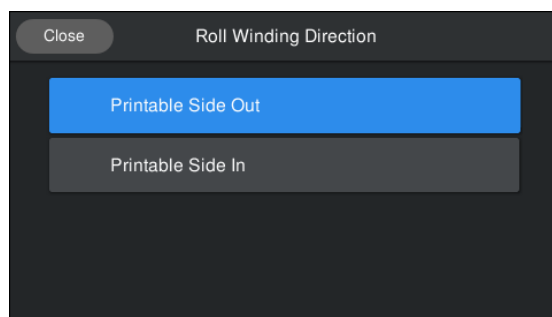 Close
Roll Winding Direction
Printable Side Out
Printable Side In